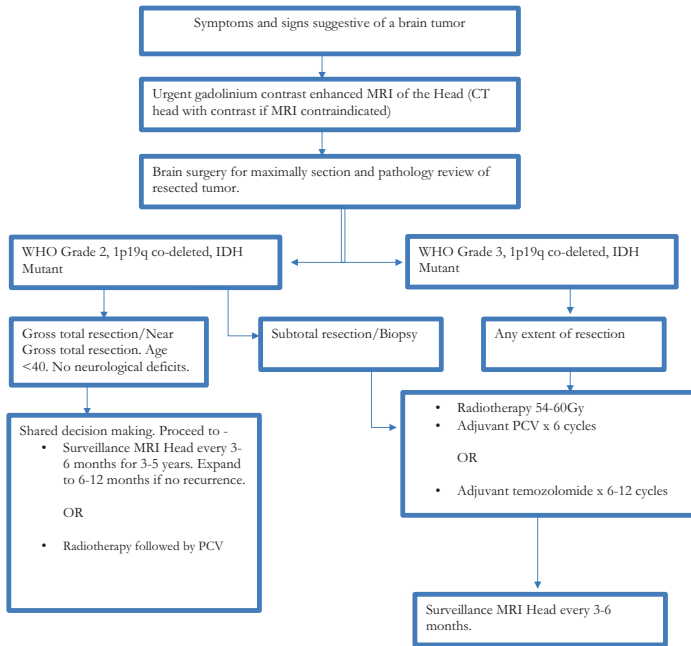 Symptoms and signs suggestive of a brain tumor
Urgent gadolinium contrast enhanced MRI of the Head (CT
head with contrast if MRI contraindicated)
Brain surgery for maximally section and pathology review of
resected tumor.
WHO Grade 2, 1p19q co-deleted, IDH
Mutant
WHO Grade 3, 1p19q co-deleted, IDH
Mutant
Gross total resection/Near
Gross total resection. Age
<40. No neurological deficits.
Subtotal resection/Biopsy
Any extent of resection
Shared decision making. Proceed to -
• Surveillance MRI Head every 3-
6 months for 3-5 years. Expand
to 6-12 months if no recurrence.
OR
• Radiotherapy followed by PCV
• Radiotherapy 54-60Gy
• Adjuvant PCV x 6 cycles
OR
• Adjuvant temozolomide x 6-12 cycles
Surveillance MRI Head every 3-6
months.